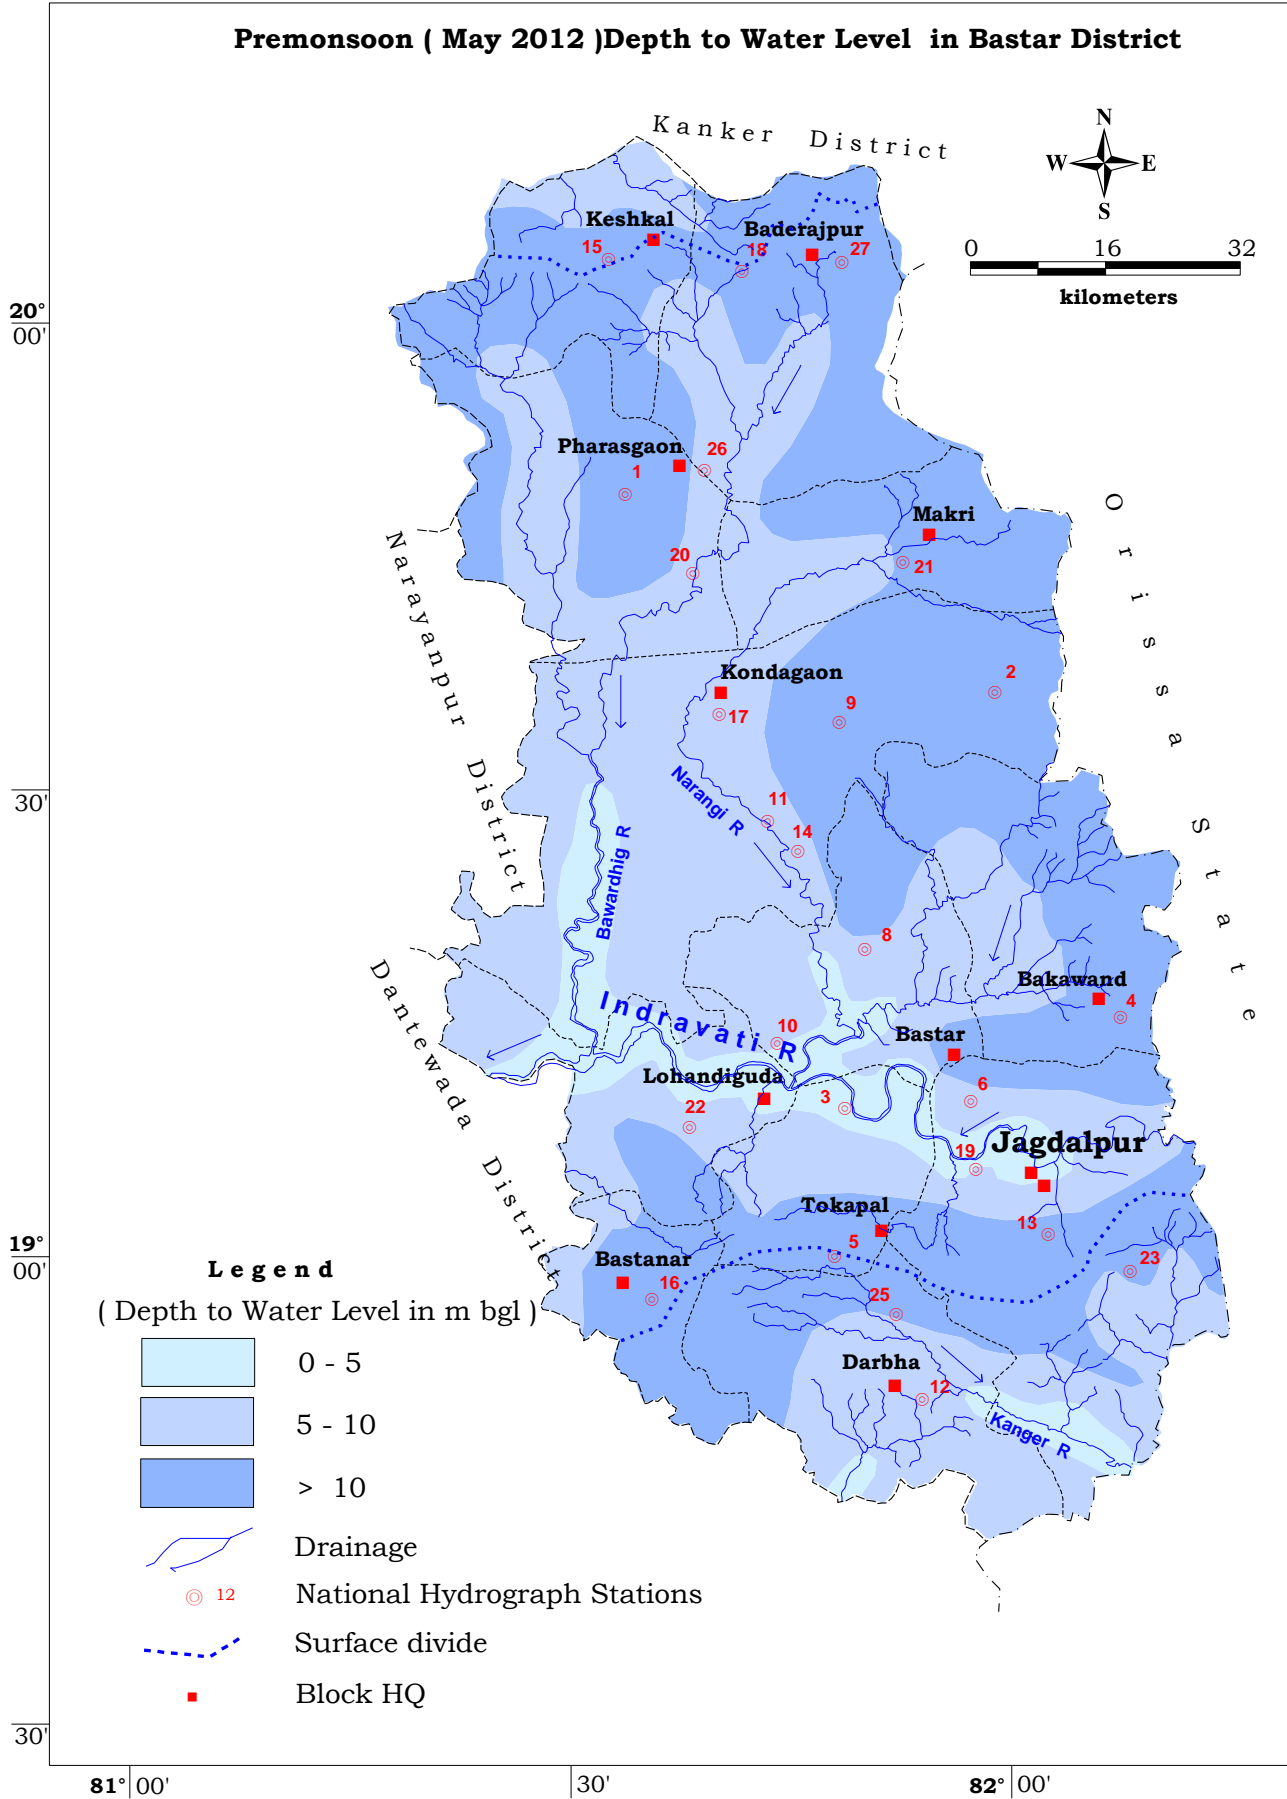 Premonsoon ( May 2012 )Depth to Water Level in Bastar District
Kanker District
N
W E
S
0 16 32
kilometers
Keshkal
Baderajpur
15
18
27
20°
00'
Pharasgaon
26
1
Makri
20
21
Orissa State
Narayanpur District
Kondagaon
2
17
9
30'
Narangi R
11
14
Bawardhig R
8
Dantewada District
Bakawand
4
Indravati R
10
Bastar
Lohandiguda
3
6
22
Jagdalpur
19
Tokapal
13
5
19°
00'
Bastanar
16
23
25
Darbha
12
Kanger R
Legend
( Depth to Water Level in m bgl )
0 - 5
5 - 10
> 10
Drainage
12 National Hydrograph Stations
Surface divide
Block HQ
30'
81° 00' 30' 82° 00'